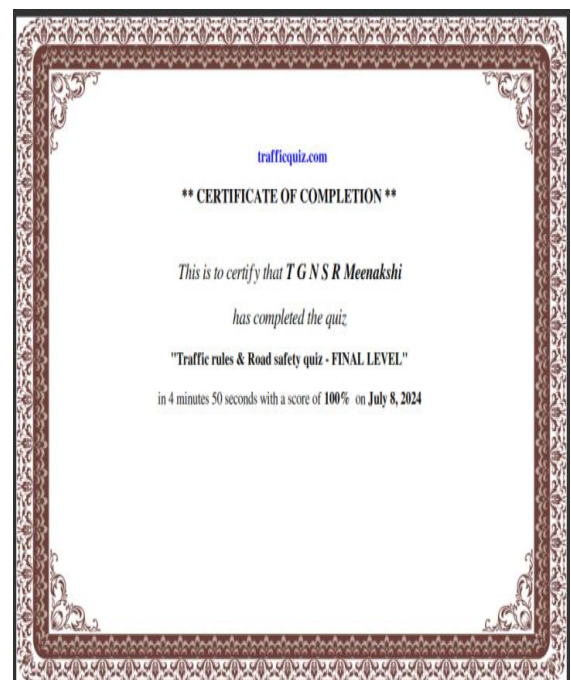 trafficquiz.com
** CERTIFICATE OF COMPLETION **
This is to certify that T G N S R Meenakshi
has completed the quiz
"Traffic rules & Road safety quiz - FINAL LEVEL"
in 4 minutes 50 seconds with a score of 100% on July 8, 2024